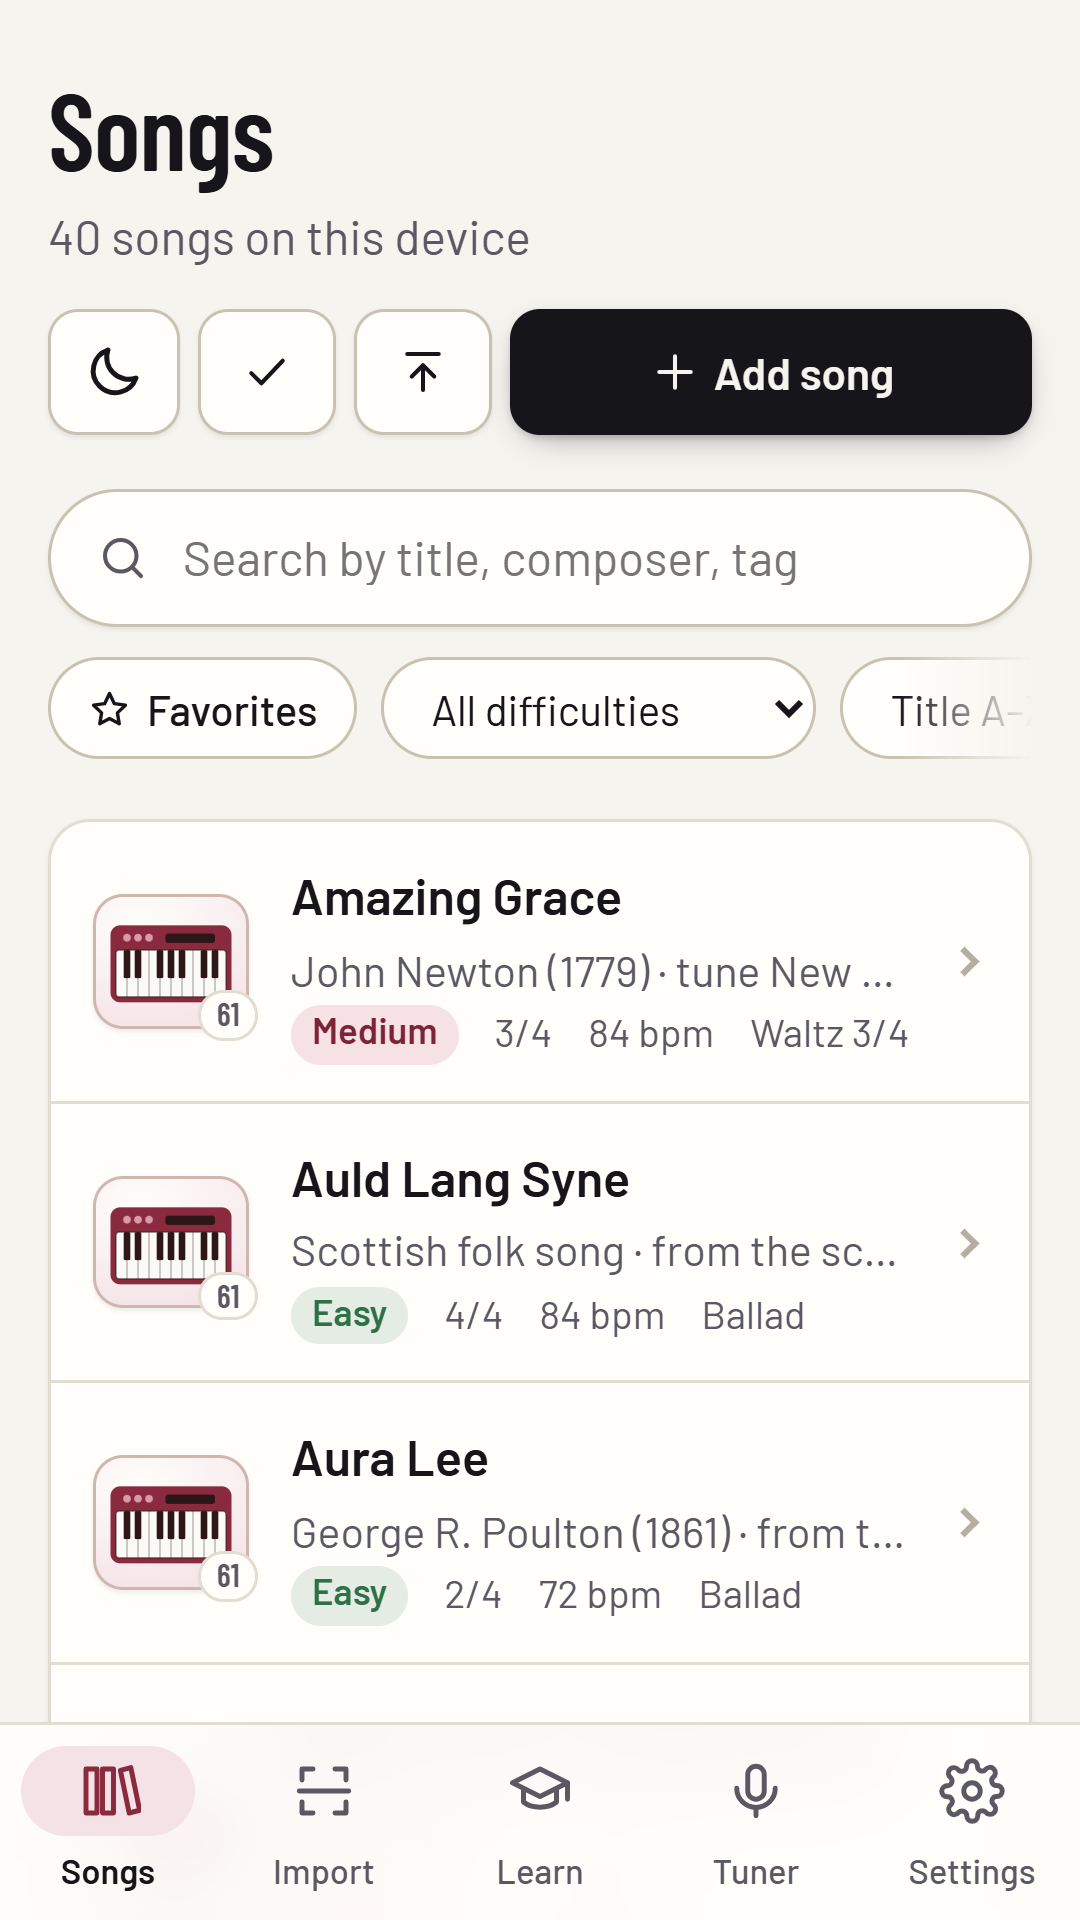 Songs
40 songs on this device
Add song
Search by title, composer, tag
Favorites
All difficulties
Title A-
Amazing Grace
John Newton (1779) · tune New ...
61
Medium 3/4 84 bpm Waltz 3/4
Auld Lang Syne
Scottish folk song · from the sc...
61
Easy 4/4 84 bpm Ballad
Aura Lee
George R. Poulton (1861) · from t...
61
Easy 2/4 72 bpm Ballad
Songs
Import
Learn
Tuner
Settings